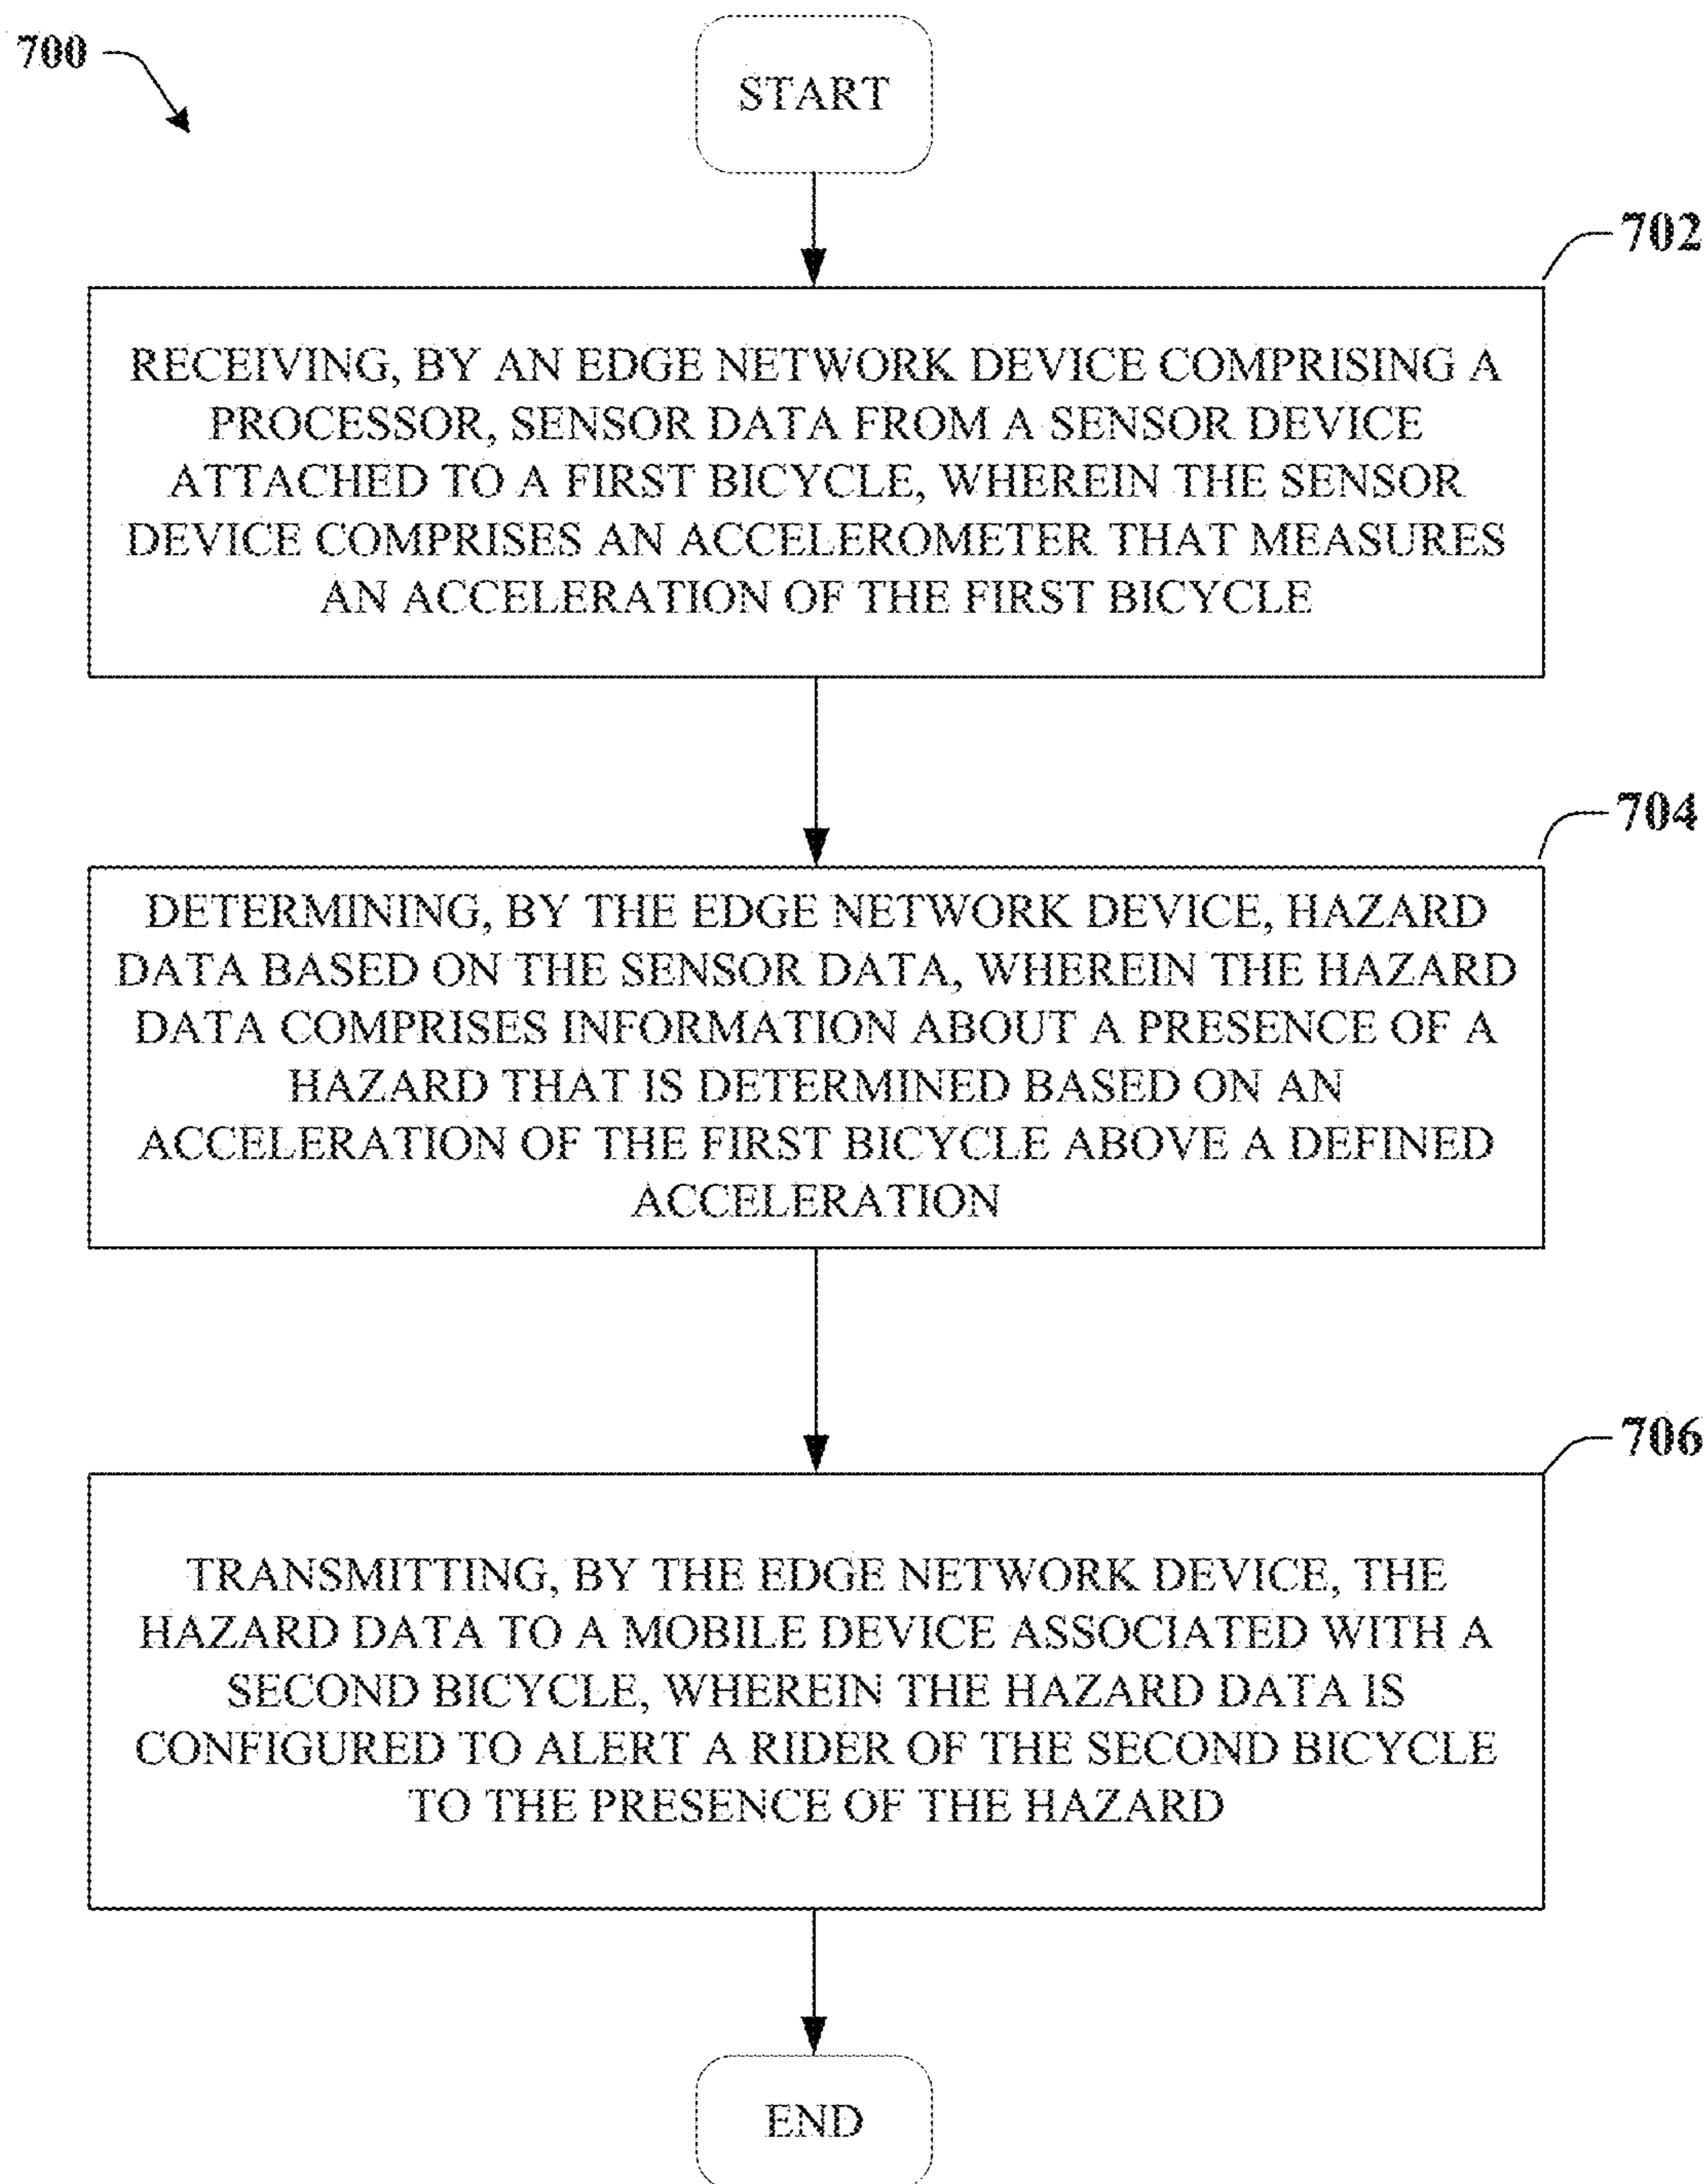 700
START
702
RECEIVING, BY AN EDGE NETWORK DEVICE COMPRISING A
PROCESSOR, SENSOR DATA FROM A SENSOR DEVICE
ATTACHED TO A FIRST BICYCLE, WHEREIN THE SENSOR
DEVICE COMPRISES AN ACCELEROMETER THAT MEASURES
AN ACCELERATION OF THE FIRST BICYCLE
704
DETERMINING, BY THE EDGE NETWORK DEVICE, HAZARD
DATA BASED ON THE SENSOR DATA, WHEREIN THE HAZARD
DATA COMPRISES INFORMATION ABOUT A PRESENCE OF A
HAZARD THAT IS DETERMINED BASED ON AN
ACCELERATION OF THE FIRST BICYCLE ABOVE A DEFINED
ACCELERATION
706
TRANSMITTING, BY THE EDGE NETWORK DEVICE, THE
HAZARD DATA TO A MOBILE DEVICE ASSOCIATED WITH A
SECOND BICYCLE, WHEREIN THE HAZARD DATA IS
CONFIGURED TO ALERT A RIDER OF THE SECOND BICYCLE
TO THE PRESENCE OF THE HAZARD
END